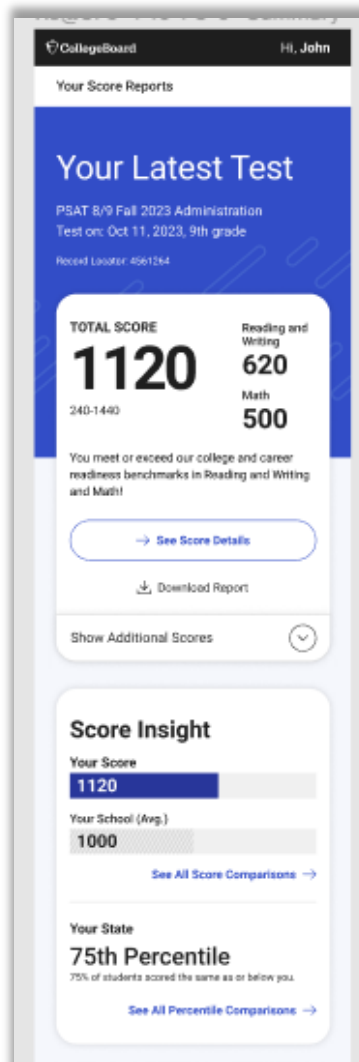 CollegeBoard
Hi, John
Your Score Reports
Your Latest Test
PSAT 8/9 Fall 2023 Administration
Test on: Oct 11, 2023, 9th grade
Record Locator: 4561264
TOTAL SCORE
1120
240-1440
Reading and
Writing
620
Math
500
You meet or exceed our college and career
readiness benchmarks in Reading and Writing
and Math!
→ See Score Details
Download Report
Show Additional Scores
Score Insight
Your Score
1120
Your School (Avg.)
1000
See All Score Comparisons →
Your State
75th Percentile
75% of students scored the same as or below you.
See All Percentile Comparisons →